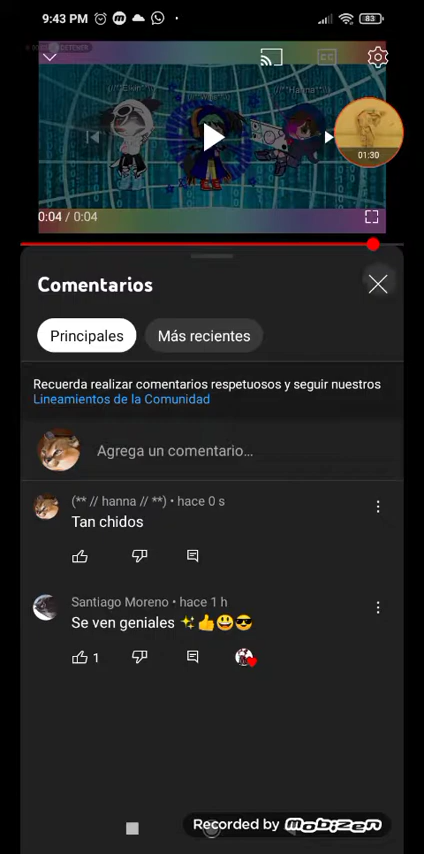 9:43 PM
83
CC
(**Hanna**)
01:30
0:04 / 0:04
Comentarios
Principales
Más recientes
Recuerda realizar comentarios respetuosos y seguir nuestros
Lineamientos de la Comunidad
Agrega un comentario...
(** // hanna // **) • hace 0 s
Tan chidos
Santiago Moreno • hace 1 h
Se ven geniales ✨👍😃😎
1
Recorded by mobizen